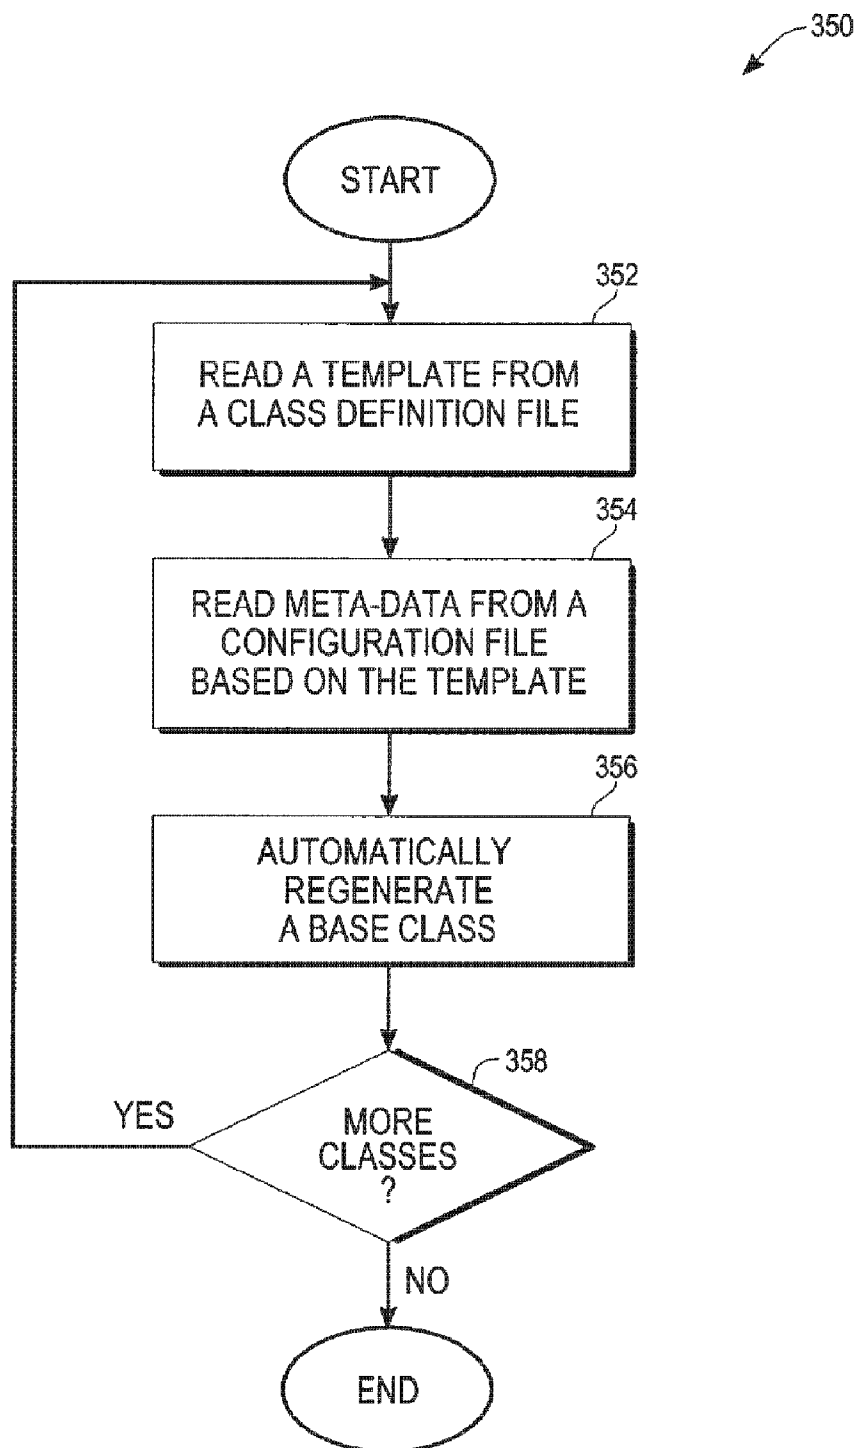 350
START
352
READ A TEMPLATE FROM
A CLASS DEFINITION FILE
354
READ META-DATA FROM A
CONFIGURATION FILE
BASED ON THE TEMPLATE
356
AUTOMATICALLY
REGENERATE
A BASE CLASS
358
YES
MORE
CLASSES
?
NO
END